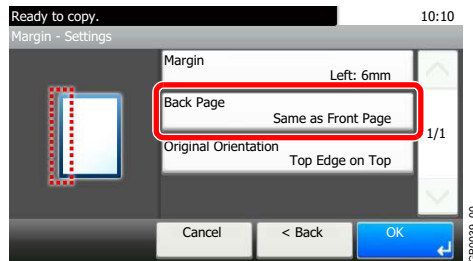 Ready to copy.
10:10
Margin - Settings
Margin
Left: 6mm
Back Page
Same as Front Page
1/1
Original Orientation
Top Edge on Top
Cancel
< Back
OK